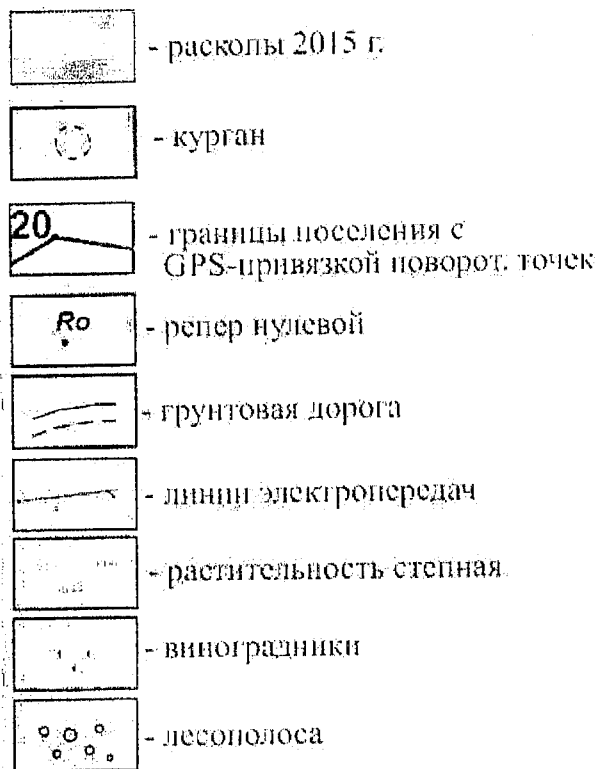 - раскопы 2015 г.
- курган
20
- границы поселения с
GPS-привязкой поворот. точек
Ro
- репер нулевой
- грунтовая дорога
- линии электропередач
- растительность степная
- виноградники
- лесополоса